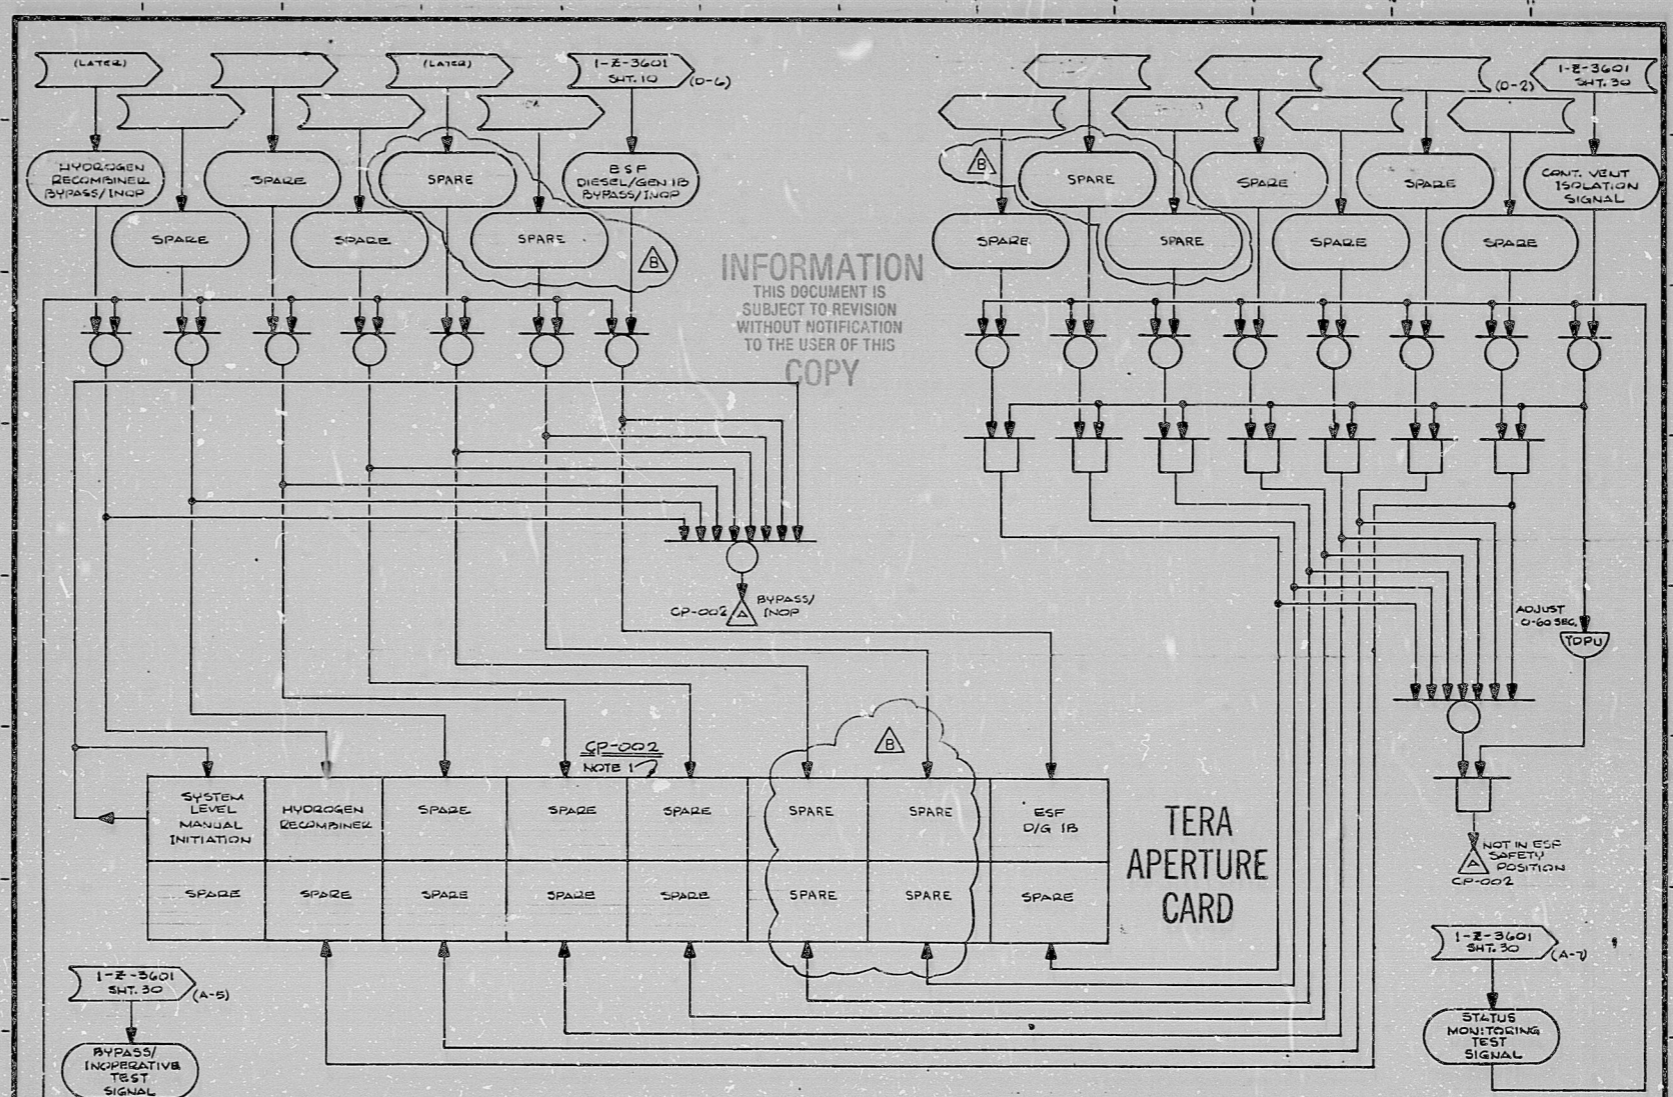 (LATER)
(LATER)
1-Z-3601
SHT. 10
(D-6)
(D-2)
1-Z-3601
SHT. 30
HYDROGEN
RECOMBINER
BYPASS/INOP
SPARE
SPARE
ESF
DIESEL/GEN 1B
BYPASS/INOP
B
SPARE
SPARE
SPARE
CONT. VENT
ISOLATION
SIGNAL
SPARE
SPARE
SPARE
B
SPARE
SPARE
SPARE
SPARE
INFORMATION
THIS DOCUMENT IS
SUBJECT TO REVISION
WITHOUT NOTIFICATION
TO THE USER OF THIS
COPY
CP-002
A
BYPASS/
INOP
ADJUST
0-60 SEC.
TDPU
B
CP-002
NOTE 1
SYSTEM
LEVEL
MANUAL
INITIATION
HYDROGEN
RECOMBINER
SPARE
SPARE
SPARE
SPARE
SPARE
ESF
D/G 1B
SPARE
SPARE
SPARE
SPARE
SPARE
SPARE
SPARE
SPARE
TERA
APERTURE
CARD
NOT IN ESF
SAFETY
POSITION
A
CP-002
1-Z-3601
SHT. 30
(A-5)
BYPASS/
INOPERATIVE
TEST
SIGNAL
1-Z-3601
SHT. 30
(A-7)
STATUS
MONITORING
TEST
SIGNAL